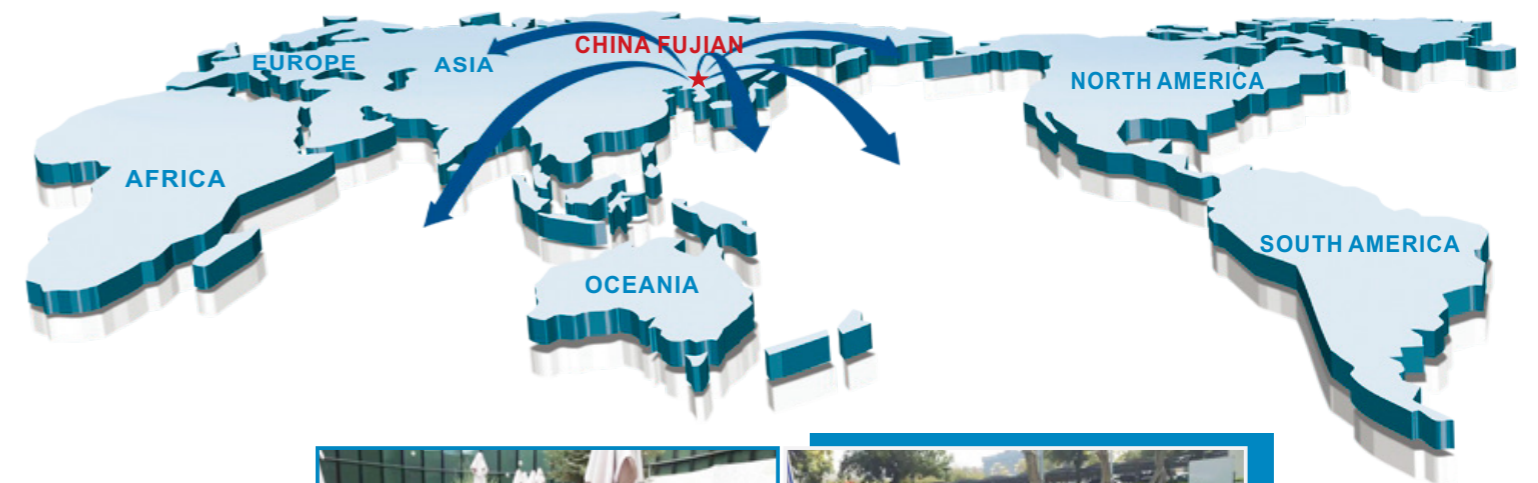 CHINA FUJIAN
EUROPE
ASIA
NORTH AMERICA
AFRICA
SOUTH AMERICA
OCEANIA